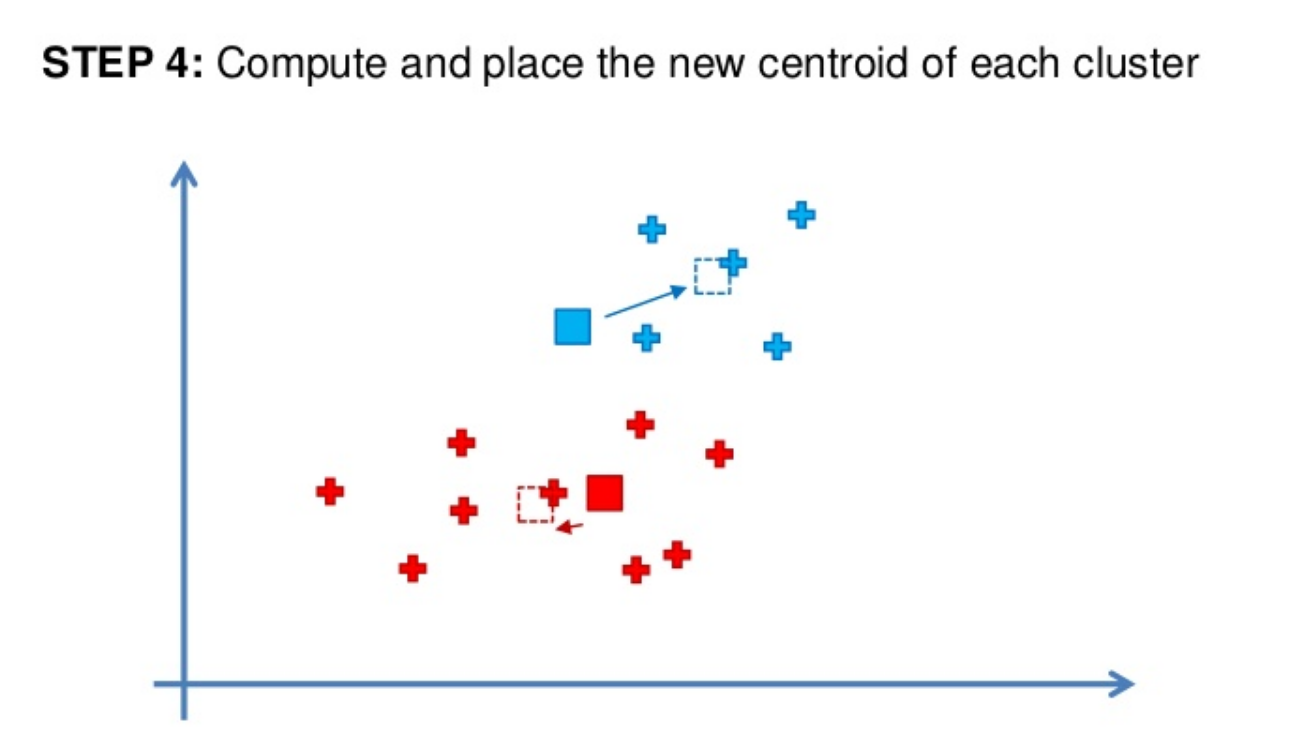 STEP 4: Compute and place the new centroid of each cluster